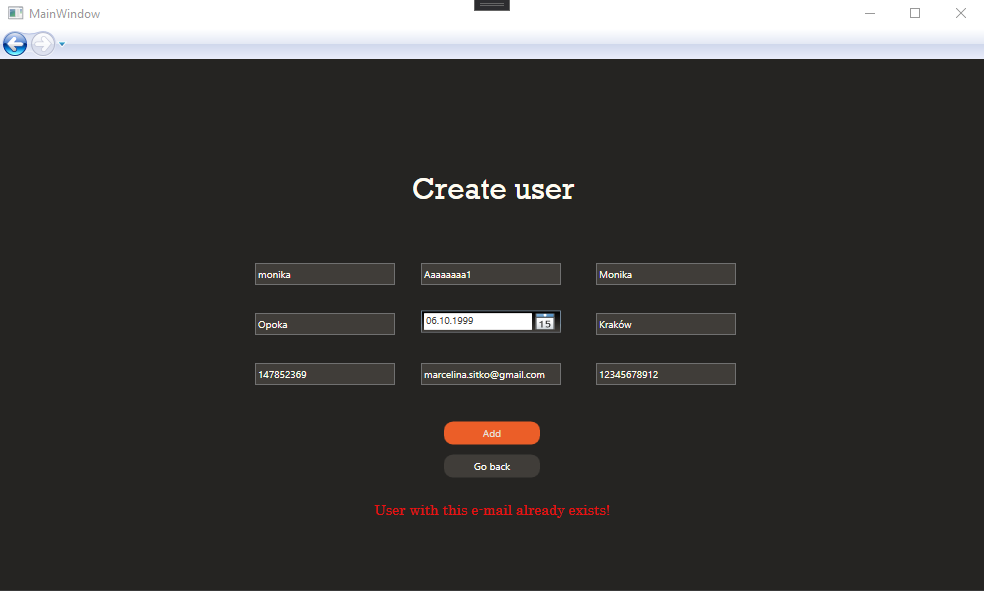 MainWindow
Create user
monika Aaaaaaaa1 Monika
Opoka 06.10.1999 15 Kraków
147852369 marcelina.sitko@gmail.com 12345678912
Add
Go back
User with this e-mail already exists!